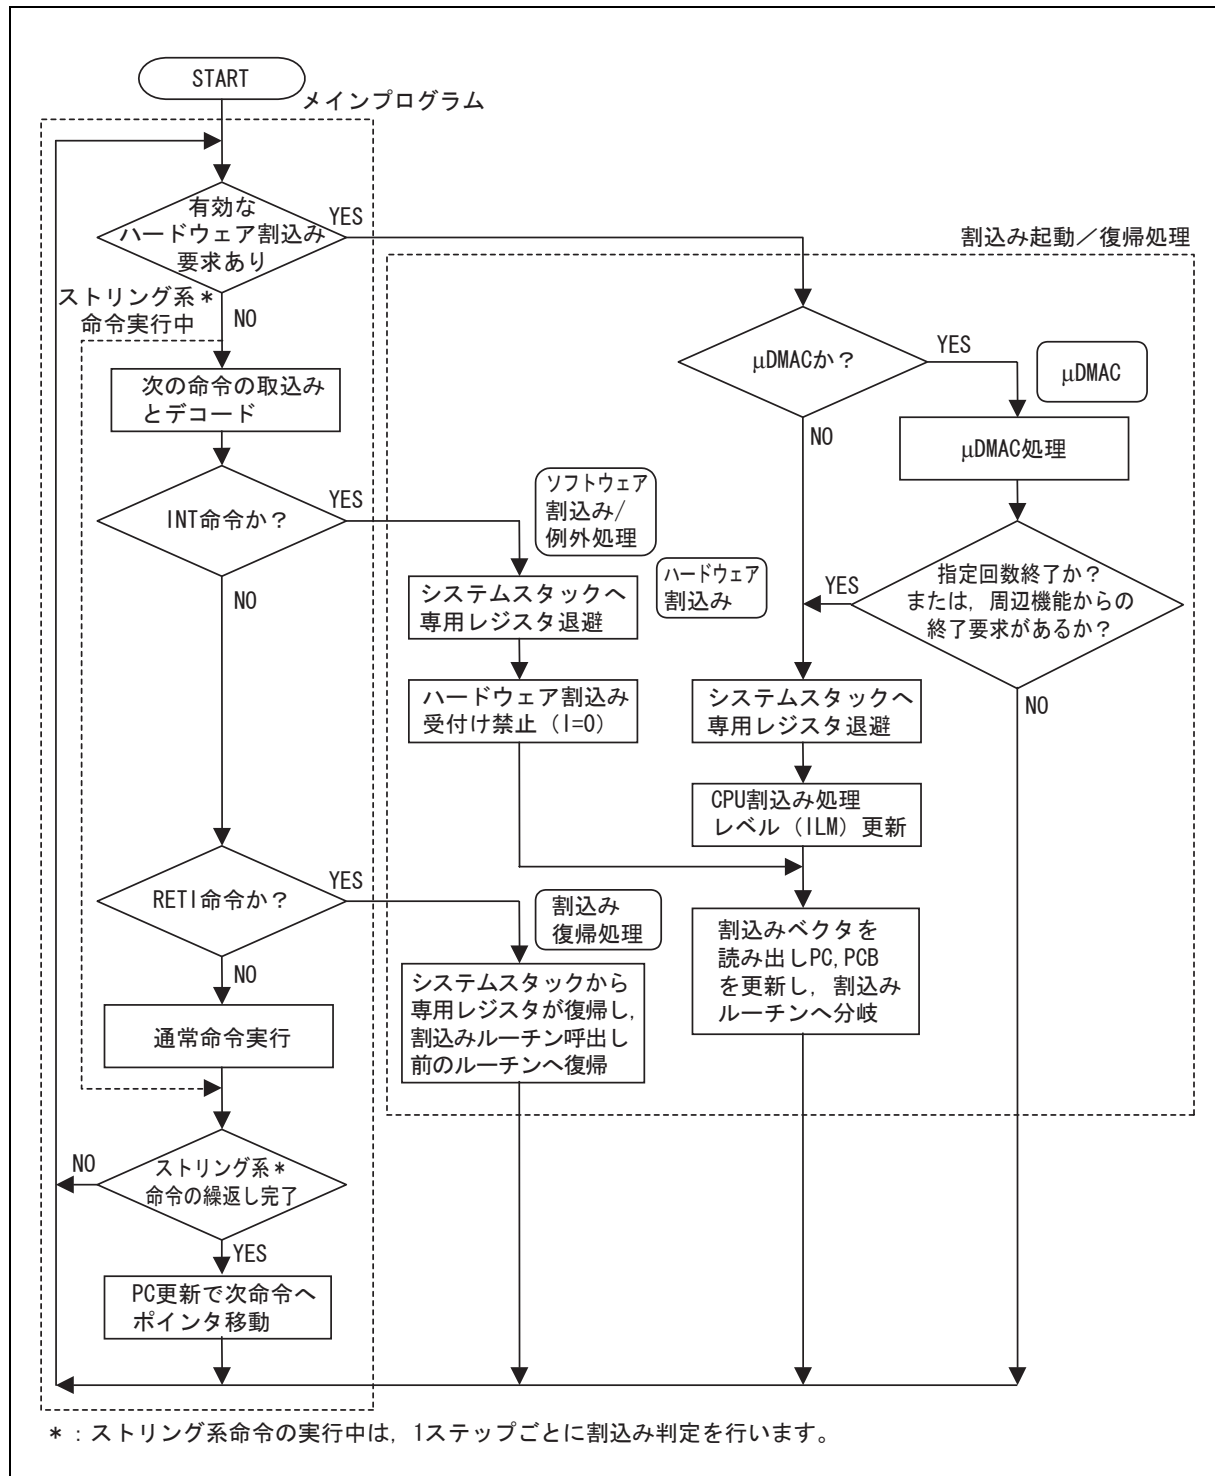 START
メインプログラム
有効な
ハードウェア割込み
要求あり
YES
ストリング系*
命令実行中
NO
次の命令の取込み
とデコード
INT命令か？
YES
NO
RETI命令か？
YES
NO
通常命令実行
ストリング系*
命令の繰返し完了
NO
YES
PC更新で次命令へ
ポインタ移動
割込み起動／復帰処理
μDMACか？
YES
NO
μDMAC
μDMAC処理
指定回数終了か？
または，周辺機能からの
終了要求があるか？
YES
NO
ソフトウェア
割込み/
例外処理
システムスタックへ
専用レジスタ退避
ハードウェア割込み
受付け禁止（I=0）
ハードウェア
割込み
システムスタックへ
専用レジスタ退避
CPU割込み処理
レベル（ILM）更新
割込みベクタを
読み出しPC,PCB
を更新し，割込み
ルーチンへ分岐
割込み
復帰処理
システムスタックから
専用レジスタが復帰し，
割込みルーチン呼出し
前のルーチンへ復帰
*：ストリング系命令の実行中は，1ステップごとに割込み判定を行います。